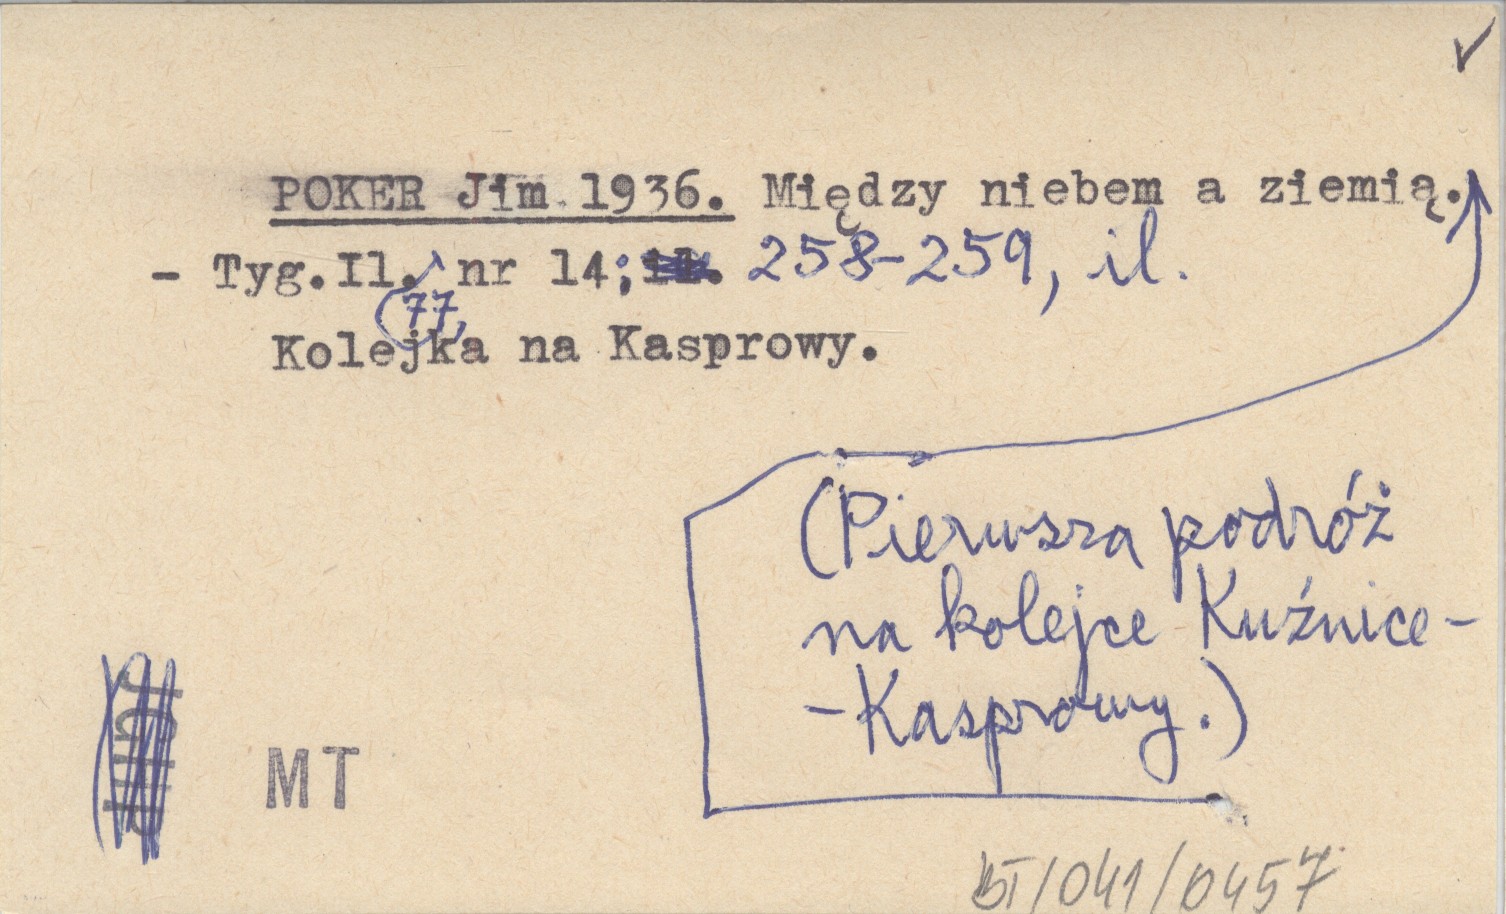 ✓
POKER Jim 1936. Między niebem a ziemią.
- Tyg.Il., nr 14; 258-259, il.
(77,
Kolejka na Kasprowy.
(Pierwsza podróż
na kolejce Kuźnice-
-Kasprowy.)
MT
BT/041/0457